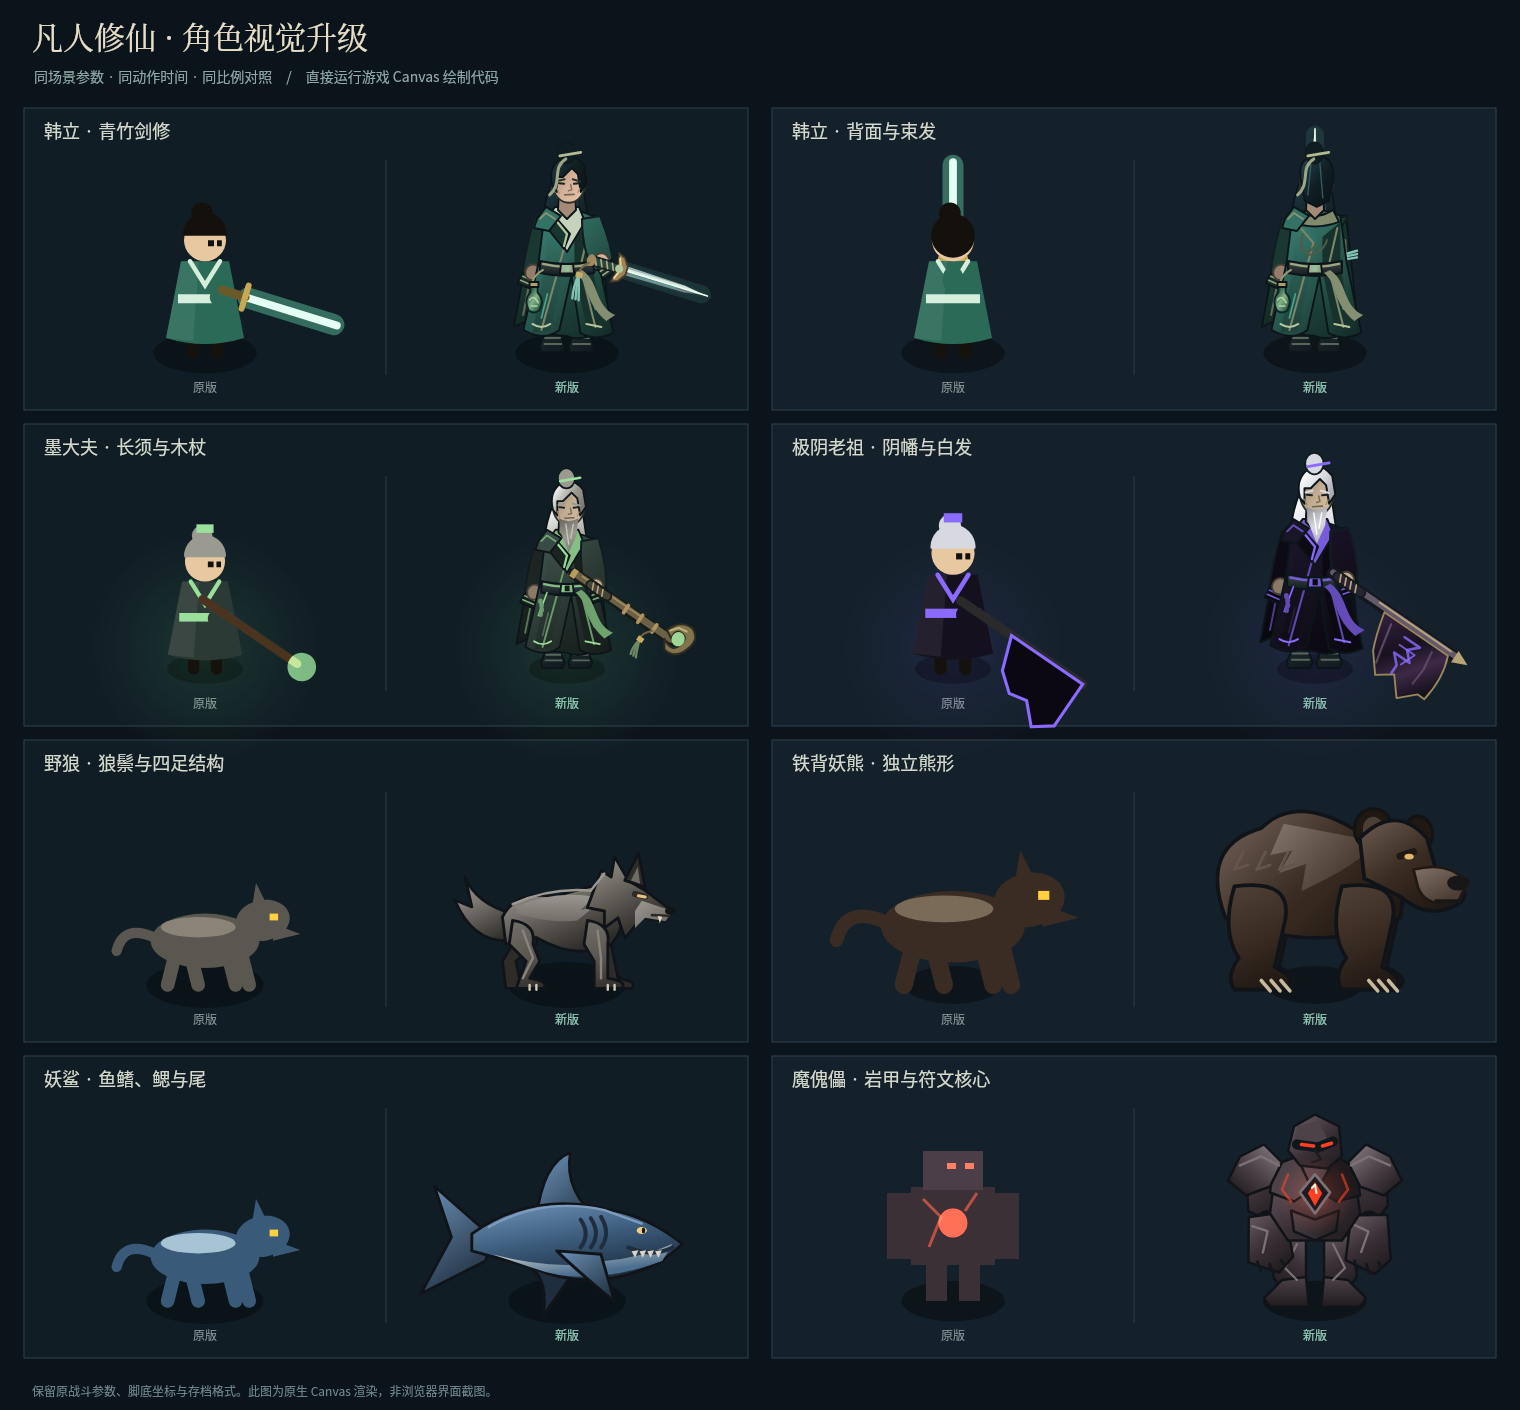 凡人修仙 · 角色视觉升级
同场景参数 · 同动作时间 · 同比例对照 / 直接运行游戏 Canvas 绘制代码
韩立 · 青竹剑修
原版
新版
韩立 · 背面与束发
原版
新版
墨大夫 · 长须与木杖
原版
新版
极阴老祖 · 阴幡与白发
原版
新版
野狼 · 狼鬃与四足结构
原版
新版
铁背妖熊 · 独立熊形
原版
新版
妖鲨 · 鱼鳍、鳃与尾
原版
新版
魔傀儡 · 岩甲与符文核心
原版
新版
保留原战斗参数、脚底坐标与存档格式。此图为原生 Canvas 渲染，非浏览器界面截图。